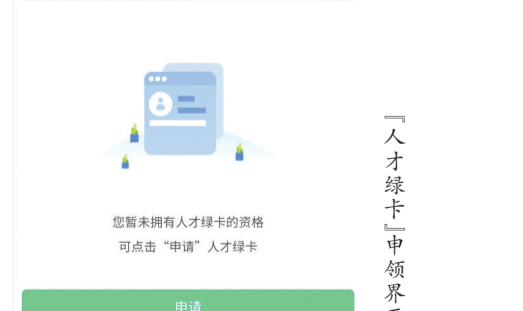 您暂未拥有人才绿卡的资格
可点击“申请”人才绿卡
申请
『人才绿卡』申领界